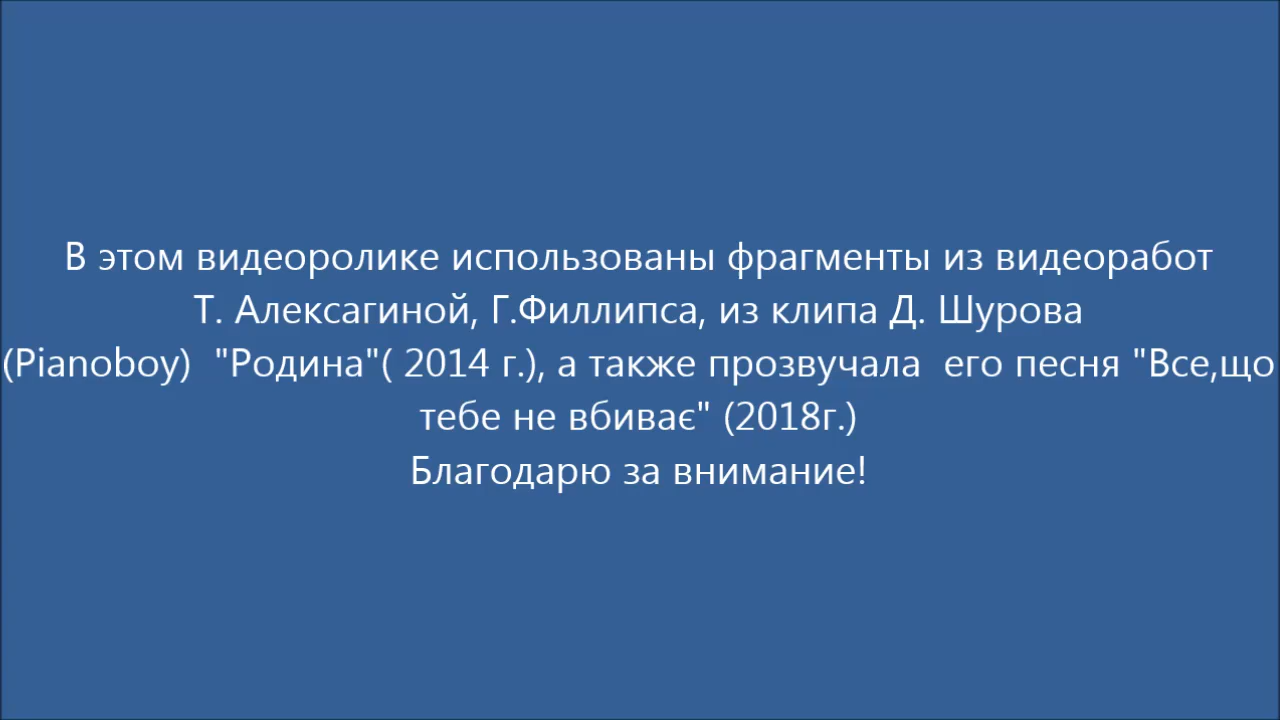 В этом видеоролике использованы фрагменты из видеоработ
Т. Алексагиной, Г.Филлипса, из клипа Д. Шурова
(Pianoboy)  "Родина"( 2014 г.), а также прозвучала  его песня "Все,що
тебе не вбиває" (2018г.)
Благодарю за внимание!